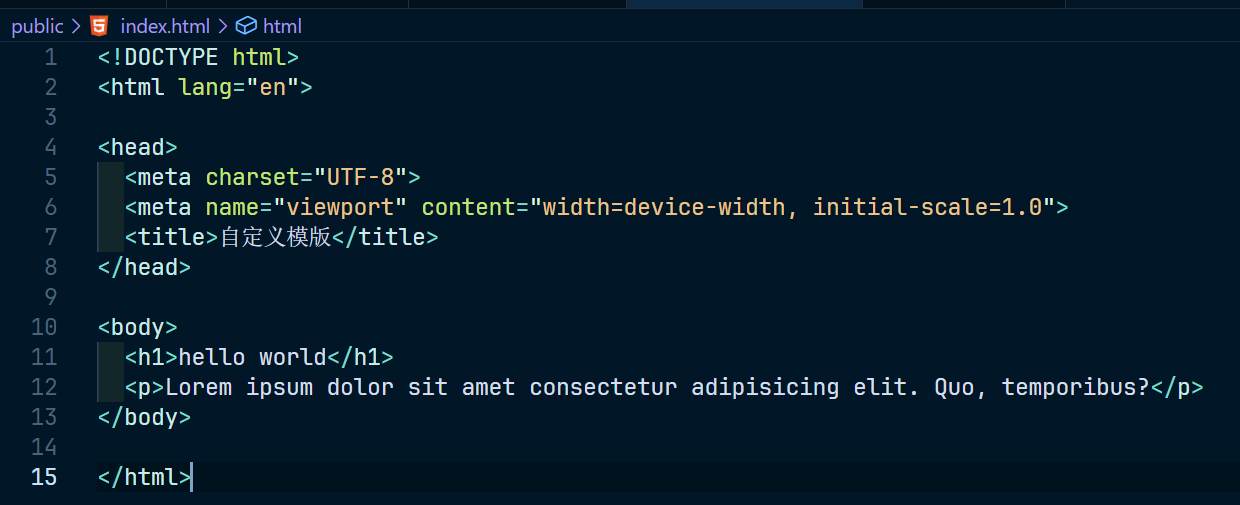 public > index.html > html
1 <!DOCTYPE html>
2 <html lang="en">
3
4 <head>
5   <meta charset="UTF-8">
6   <meta name="viewport" content="width=device-width, initial-scale=1.0">
7   <title>自定义模版</title>
8 </head>
9
10 <body>
11   <h1>hello world</h1>
12   <p>Lorem ipsum dolor sit amet consectetur adipisicing elit. Quo, temporibus?</p>
13 </body>
14
15 </html>